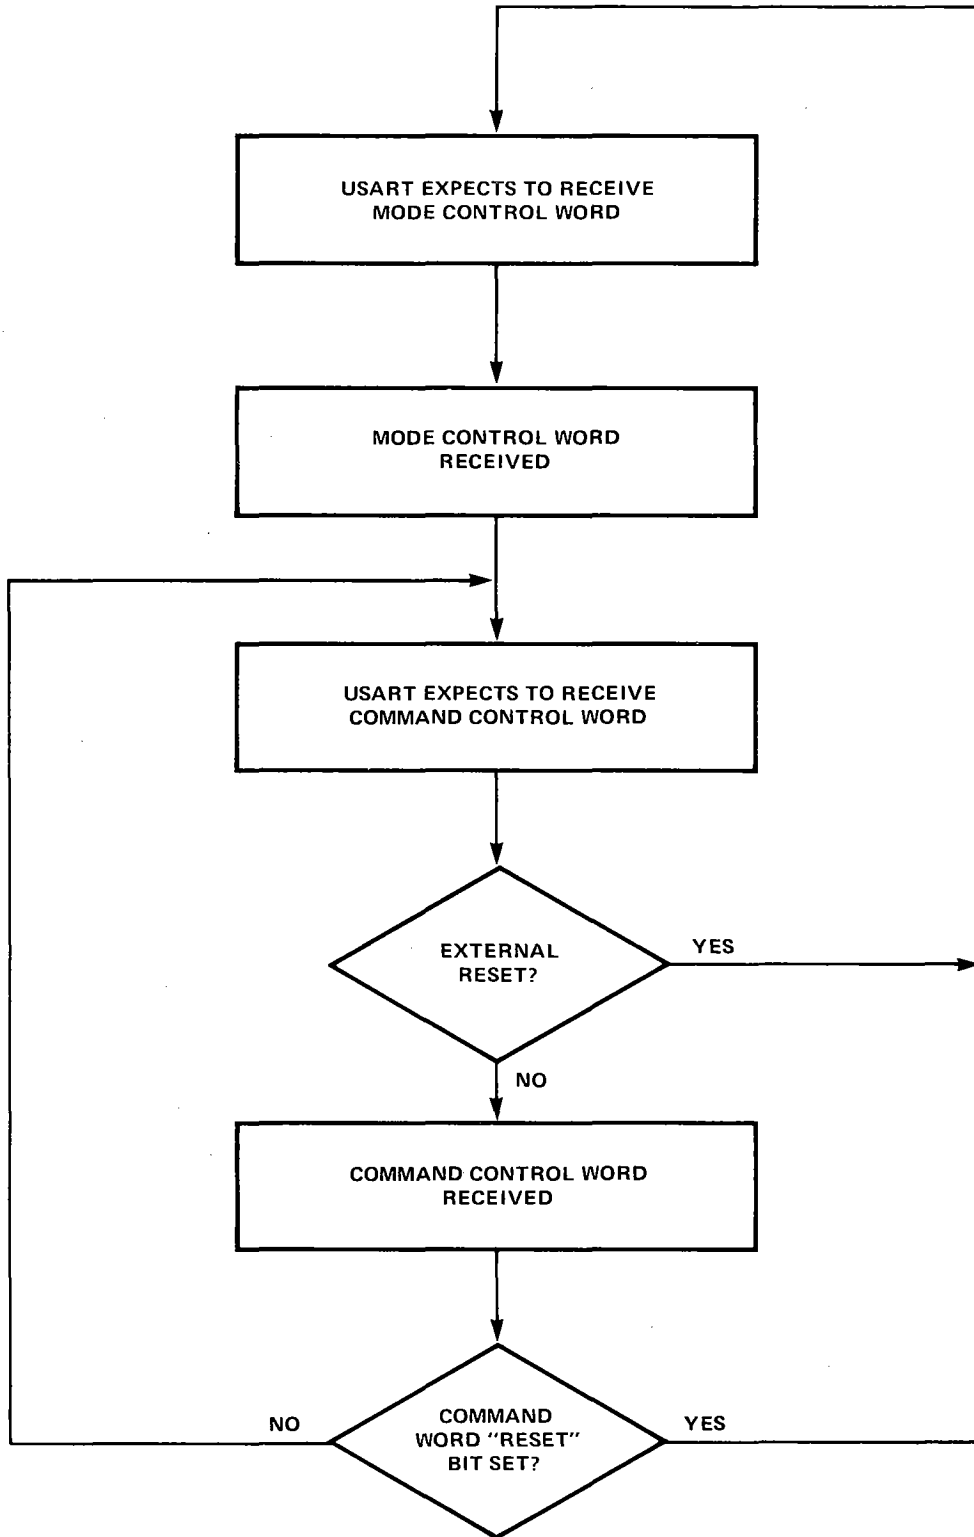 USART EXPECTS TO RECEIVE
MODE CONTROL WORD
MODE CONTROL WORD
RECEIVED
USART EXPECTS TO RECEIVE
COMMAND CONTROL WORD
EXTERNAL
RESET?
YES
NO
COMMAND CONTROL WORD
RECEIVED
NO
COMMAND
WORD "RESET"
BIT SET?
YES